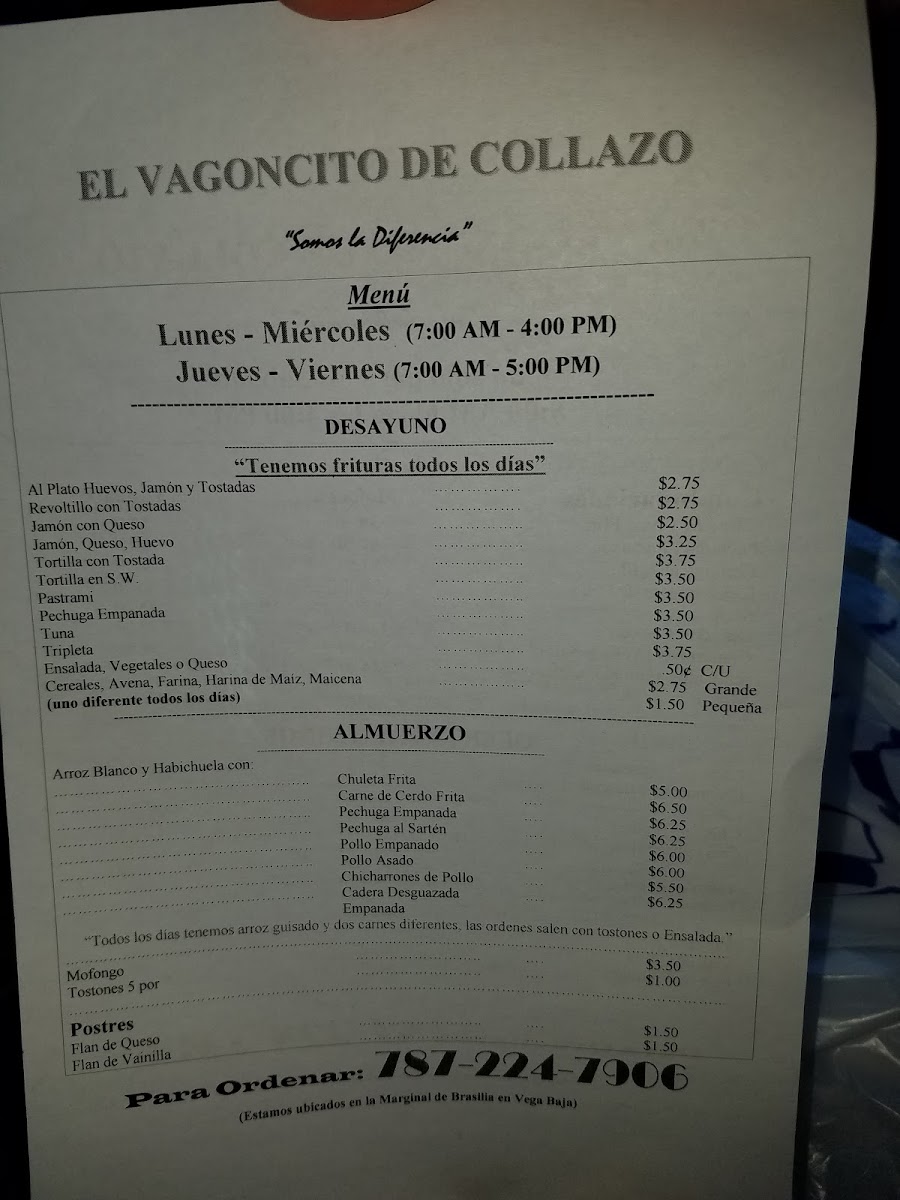 EL VAGONCITO DE COLLAZO
"Somos la Diferencia"
Menú
Lunes - Miércoles (7:00 AM - 4:00 PM)
Jueves - Viernes (7:00 AM - 5:00 PM)
DESAYUNO
"Tenemos frituras todos los días"
Al Plato Huevos, Jamón y Tostadas ................ $2.75
Revoltillo con Tostadas ................ $2.75
Jamón con Queso ................ $2.50
Jamón, Queso, Huevo ................ $3.25
Tortilla con Tostada ................ $3.75
Tortilla en S.W. ................ $3.50
Pastrami ................ $3.50
Pechuga Empanada ................ $3.50
Tuna ................ $3.50
Tripleta ................ $3.75
Ensalada, Vegetales o Queso ................ .50¢ C/U
Cereales, Avena, Farina, Harina de Maiz, Maicena ................ $2.75 Grande
(uno diferente todos los días) $1.50 Pequeña
ALMUERZO
Arroz Blanco y Habichuela con:
Chuleta Frita .... $5.00
Carne de Cerdo Frita .... $6.50
Pechuga Empanada .... $6.25
Pechuga al Sartén .... $6.25
Pollo Empanado .... $6.00
Pollo Asado .... $6.00
Chicharrones de Pollo .... $5.50
Cadera Desguazada .... $6.25
Empanada
"Todos los días tenemos arroz guisado y dos carnes diferentes, las ordenes salen con tostones o Ensalada."
Mofongo .... $3.50
Tostones 5 por .... $1.00
Postres
Flan de Queso .... $1.50
Flan de Vainilla .... $1.50
Para Ordenar: 787-224-7906
(Estamos ubicados en la Marginal de Brasilia en Vega Baja)